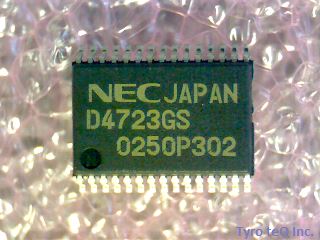 NEC JAPAN
D4723GS
0250P302
Tyro teQ Inc.